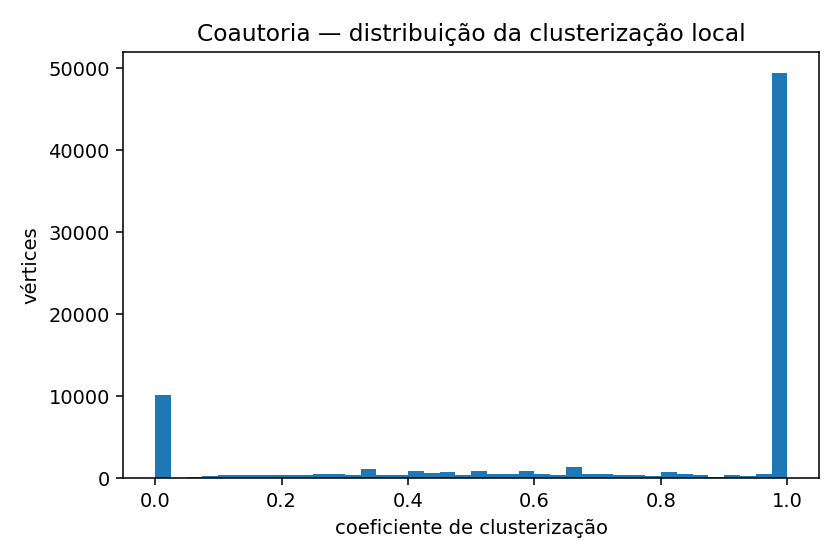 Coautoria — distribuição da clusterização local
50000
40000
30000
20000
10000
0
vértices
0.0 0.2 0.4 0.6 0.8 1.0
coeficiente de clusterização